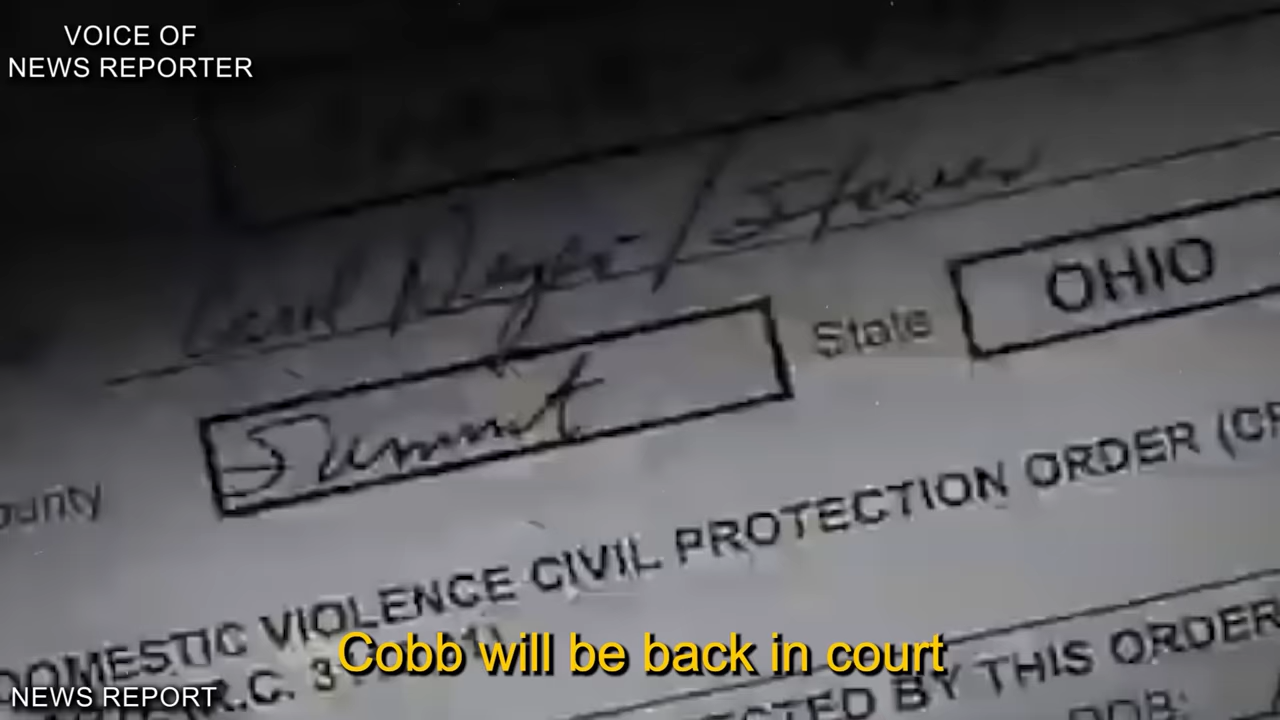 VOICE OF
NEWS REPORTER
State
OHIO
Summit
DOMESTIC VIOLENCE CIVIL PROTECTION ORDER
R.C.
Cobb will be back in court
BY THIS ORDER
NEWS REPORT
DOB: